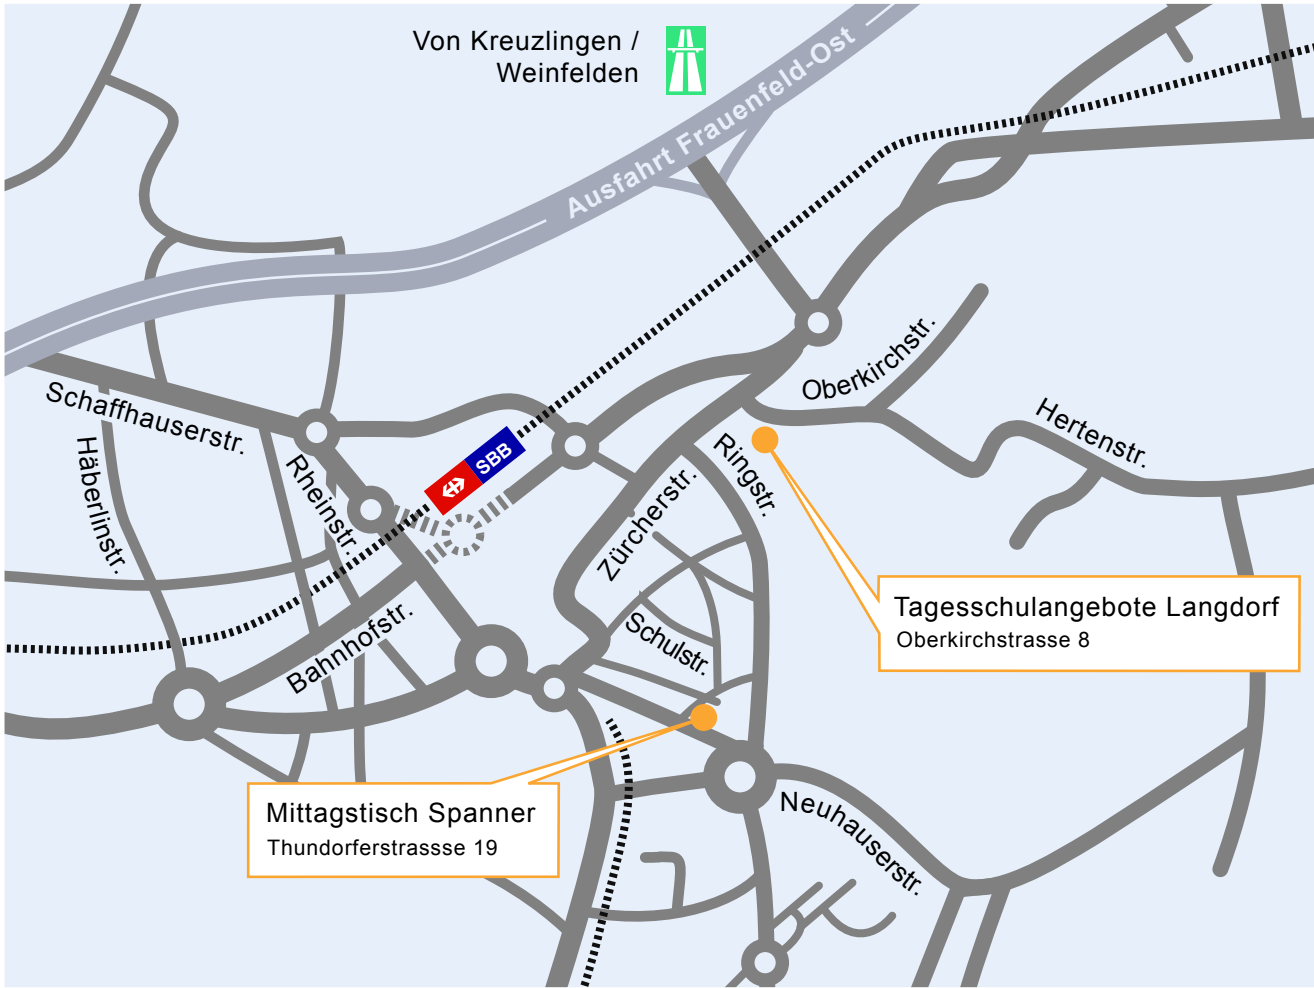 Von Kreuzlingen /
Weinfelden
Ausfahrt Frauenfeld-Ost
Oberkirchstr.
Schaffhauserstr.
Hertenstr.
Häberlinstr.
Rheinstr.
SBB
Ringstr.
Zürcherstr.
Tagesschulangebote Langdorf
Oberkirchstrasse 8
Bahnhofstr.
Schulstr.
Mittagstisch Spanner
Thundorferstrassse 19
Neuhauserstr.